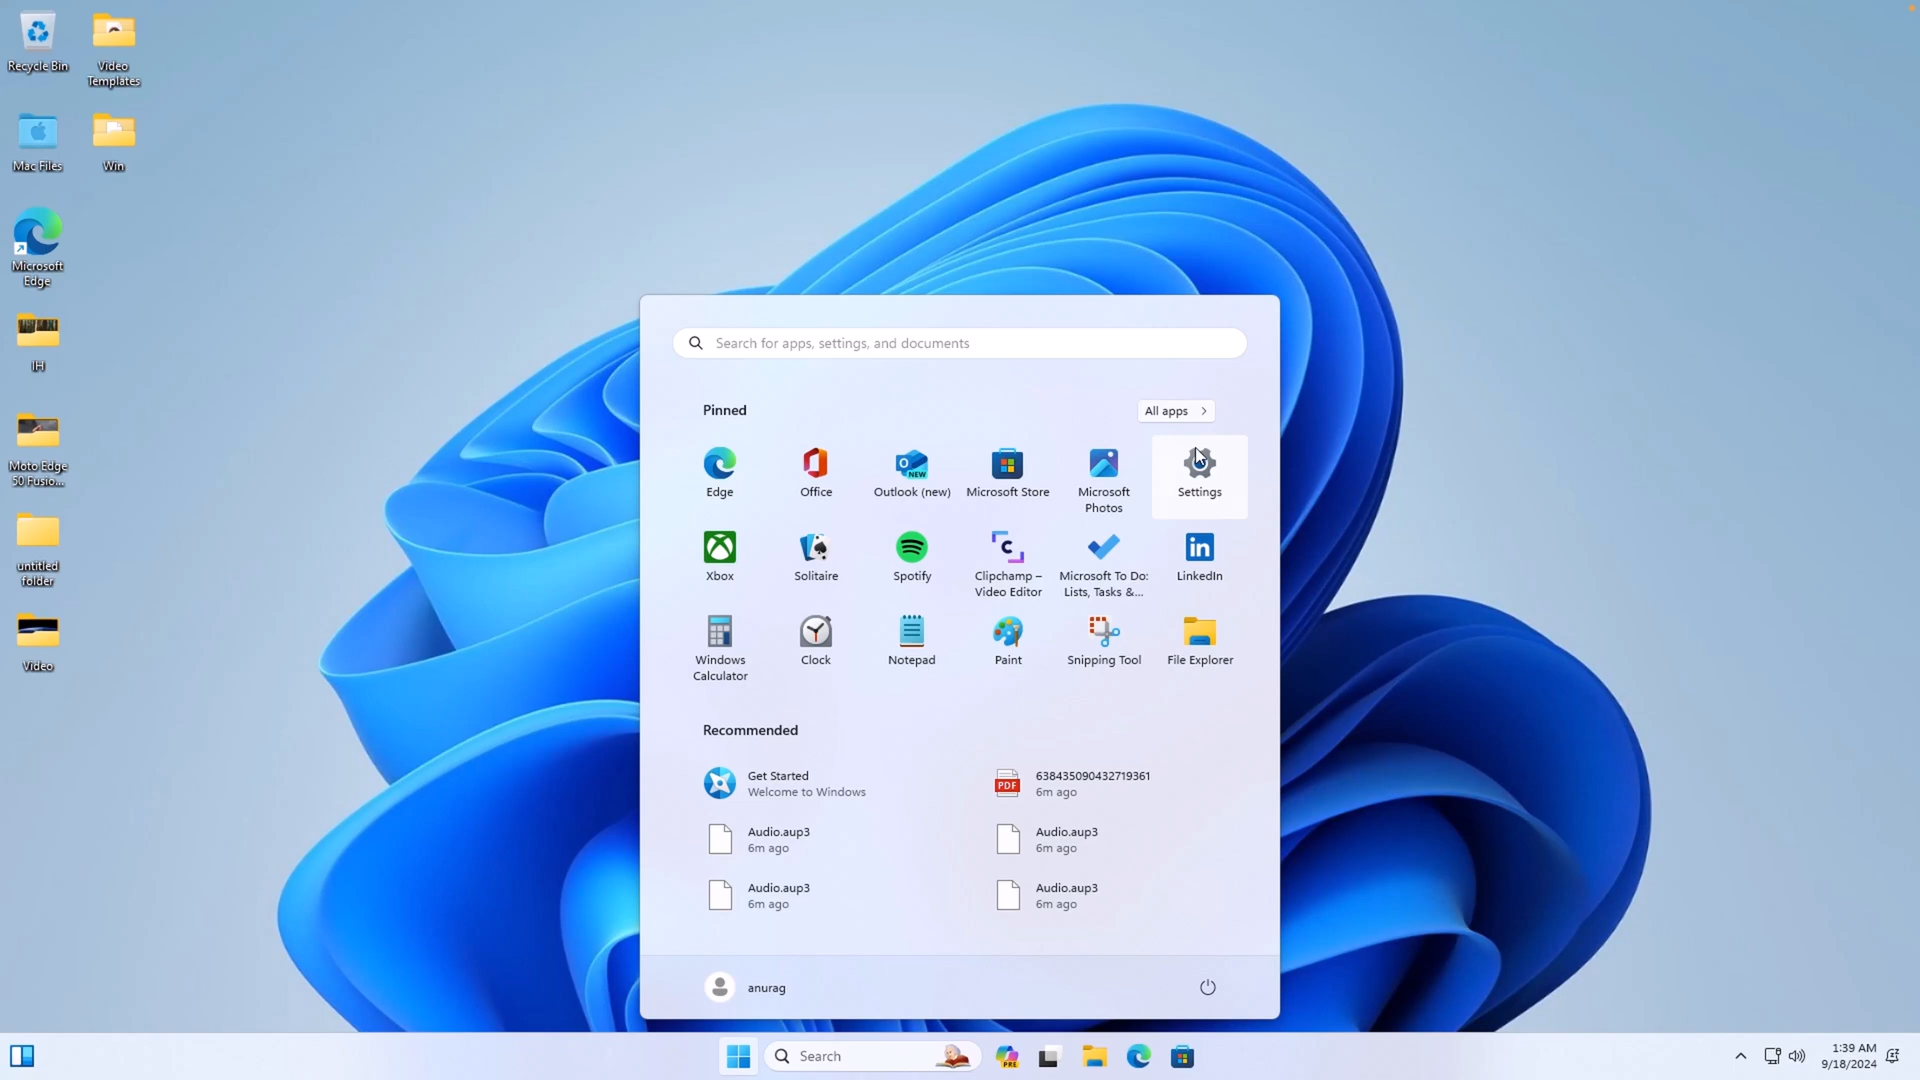 Recycle Bin
Video
Templates
Mac Files
Win
Microsoft
Edge
IH
Moto Edge
50 Fusio...
untitled
folder
Video
Search for apps, settings, and documents
Pinned
All apps
Edge
Office
Outlook (new)
Microsoft Store
Microsoft
Photos
Settings
Xbox
Solitaire
Spotify
Clipchamp –
Video Editor
Microsoft To Do:
Lists, Tasks &...
LinkedIn
Windows
Calculator
Clock
Notepad
Paint
Snipping Tool
File Explorer
Recommended
Get Started
Welcome to Windows
PDF
638435090432719361
6m ago
Audio.aup3
6m ago
Audio.aup3
6m ago
Audio.aup3
6m ago
Audio.aup3
6m ago
anurag
Search
PRE
1:39 AM
9/18/2024